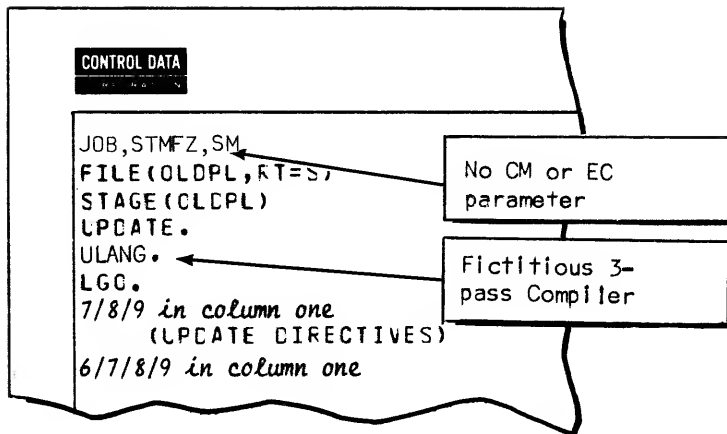 CONTROL DATA
JOB,STMFZ,SM
FILE(OLDPL,RT=S)
STAGE(OLDPL)
UPDATE.
ULANG.
LGO.
7/8/9 in column one
(UPDATE DIRECTIVES)
6/7/8/9 in column one
No CM or EC
parameter
Fictitious 3-
pass Compiler